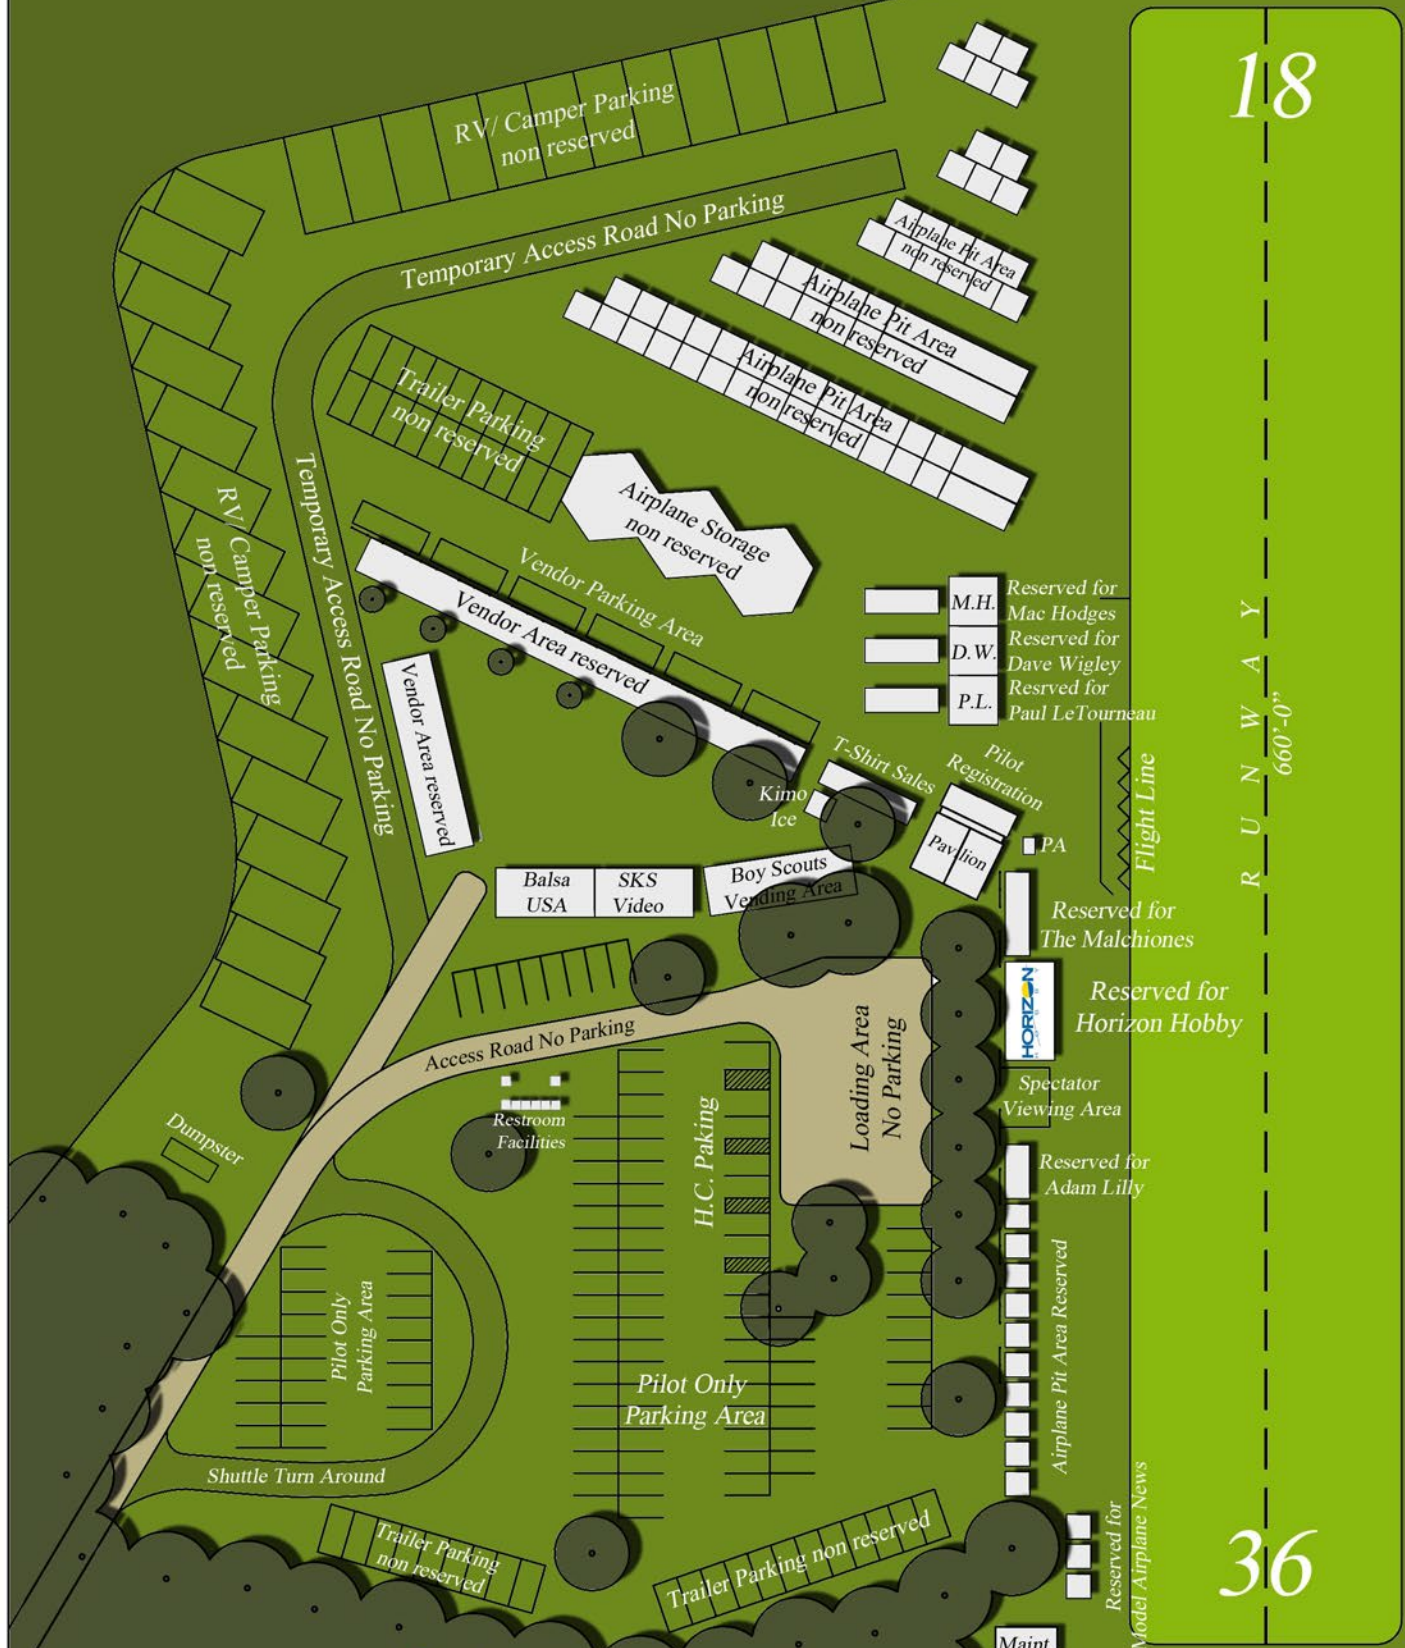 18
RV/ Camper Parking
non reserved
Temporary Access Road No Parking
Airplane Pit Area
non reserved
Airplane Pit Area
non reserved
Airplane Pit Area
non reserved
Trailer Parking
non reserved
Airplane Storage
non reserved
RV/ Camper Parking
non reserved
Temporary Access Road No Parking
Vendor Parking Area
Vendor Area reserved
Vendor Area reserved
M.H.
Reserved for
Mac Hodges
D.W.
Reserved for
Dave Wigley
P.L.
Resrved for
Paul LeTourneau
RUNWAY
660'-0"
T-Shirt Sales
Kimo
Ice
Pilot
Registration
Pavilion
PA
Flight Line
Balsa
USA
SKS
Video
Boy Scouts
Vending Area
Reserved for
The Malchiones
HORIZON
Reserved for
Horizon Hobby
Access Road No Parking
Loading Area
No Parking
Restroom
Facilities
H.C. Paking
Spectator
Viewing Area
Dumpster
Reserved for
Adam Lilly
Airplane Pit Area Reserved
Pilot Only
Parking Area
Pilot Only
Parking Area
Shuttle Turn Around
Trailer Parking
non reserved
Trailer Parking non reserved
Reserved for
Model Airplane News
36
Maint